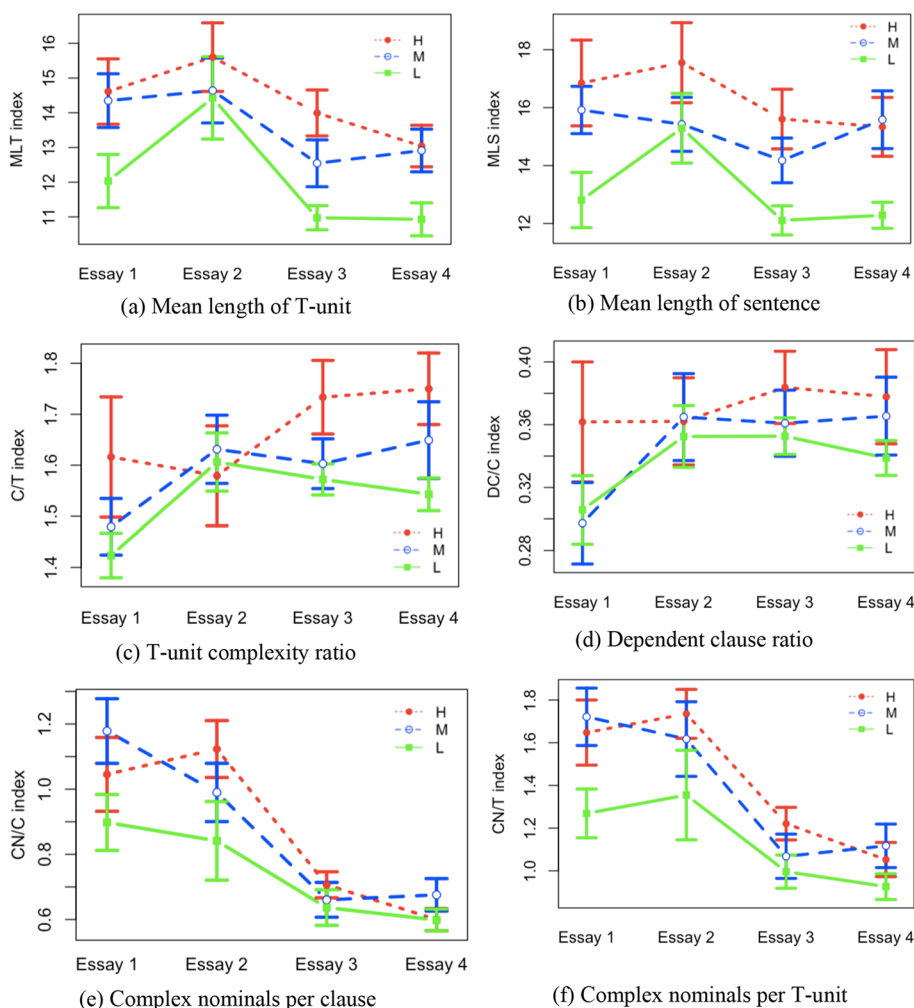 MLT index
16
15
14
13
12
11
H
M
L
Essay 1 Essay 2 Essay 3 Essay 4
(a) Mean length of T-unit
MLS index
18
16
14
12
H
M
L
Essay 1 Essay 2 Essay 3 Essay 4
(b) Mean length of sentence
C/T index
1.8
1.7
1.6
1.5
1.4
H
M
L
Essay 1 Essay 2 Essay 3 Essay 4
(c) T-unit complexity ratio
DC/C index
0.40
0.36
0.32
0.28
H
M
L
Essay 1 Essay 2 Essay 3 Essay 4
(d) Dependent clause ratio
CN/C index
1.2
1.0
0.8
0.6
H
M
L
Essay 1 Essay 2 Essay 3 Essay 4
(e) Complex nominals per clause
CN/T index
1.8
1.6
1.4
1.2
1.0
H
M
L
Essay 1 Essay 2 Essay 3 Essay 4
(f) Complex nominals per T-unit